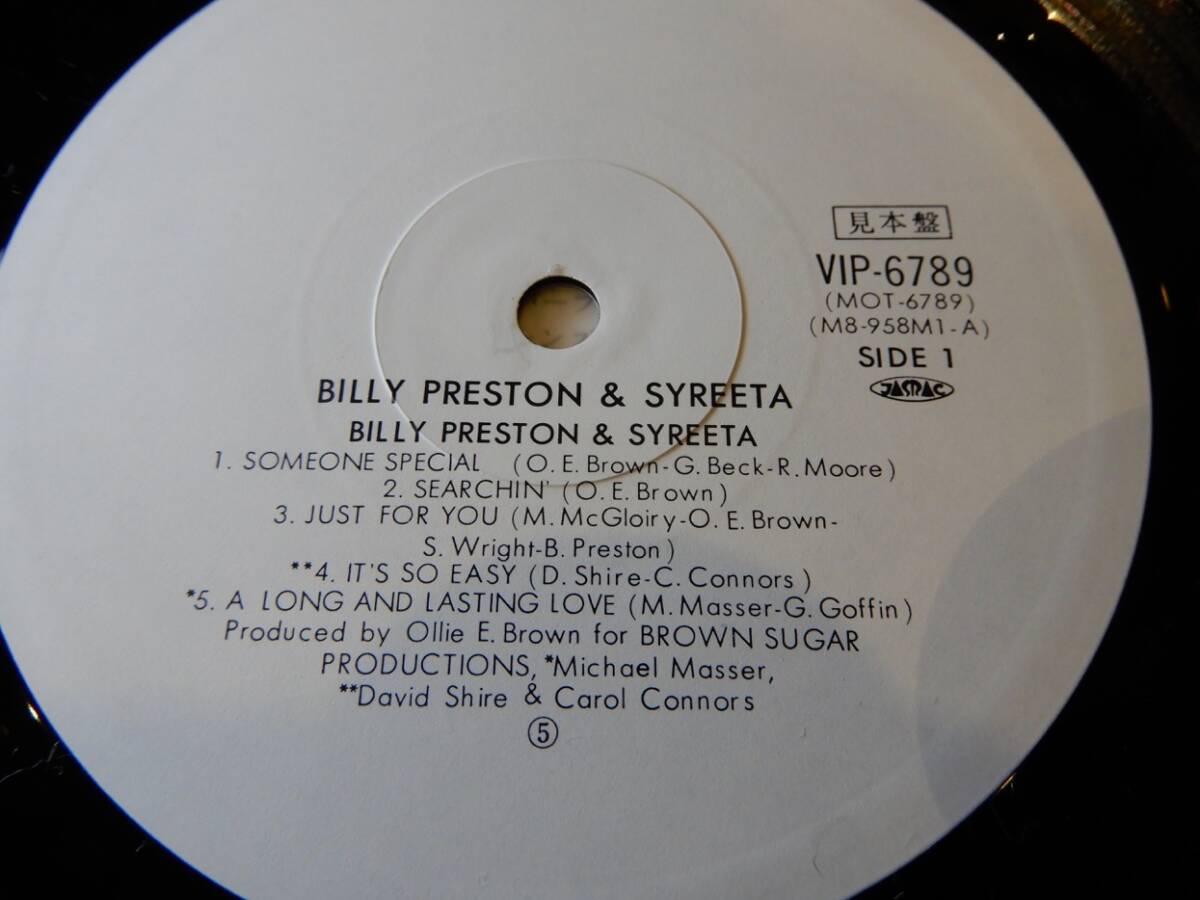 見本盤
VIP-6789
(MOT-6789)
(M8-958M1-A)
SIDE 1
JASRAC
BILLY PRESTON & SYREETA
BILLY PRESTON & SYREETA
1. SOMEONE SPECIAL (O. E. Brown-G. Beck-R. Moore)
2. SEARCHIN' (O. E. Brown)
3. JUST FOR YOU (M. McGloiry-O. E. Brown-
S. Wright-B. Preston)
**4. IT'S SO EASY (D. Shire-C. Connors)
*5. A LONG AND LASTING LOVE (M. Masser-G. Goffin)
Produced by Ollie E. Brown for BROWN SUGAR
PRODUCTIONS, *Michael Masser,
**David Shire & Carol Connors
⑤